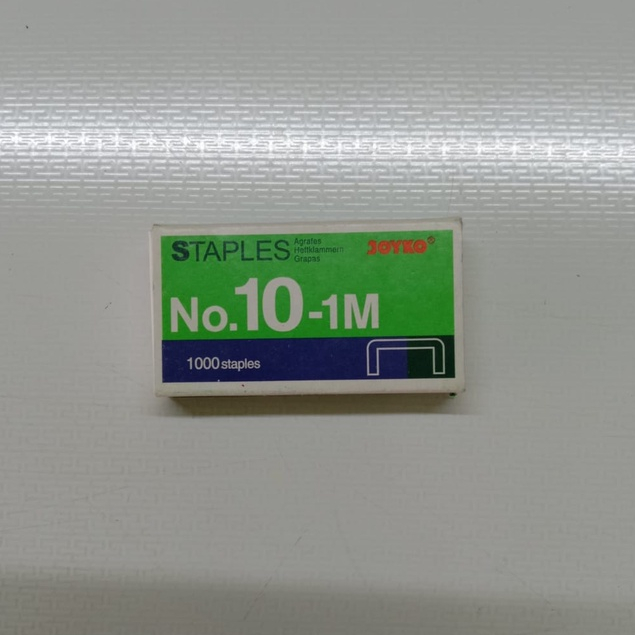 STAPLES
Agrafes
Heftklammern
Grapas
JOYKO®
No.10-1M
1000 staples